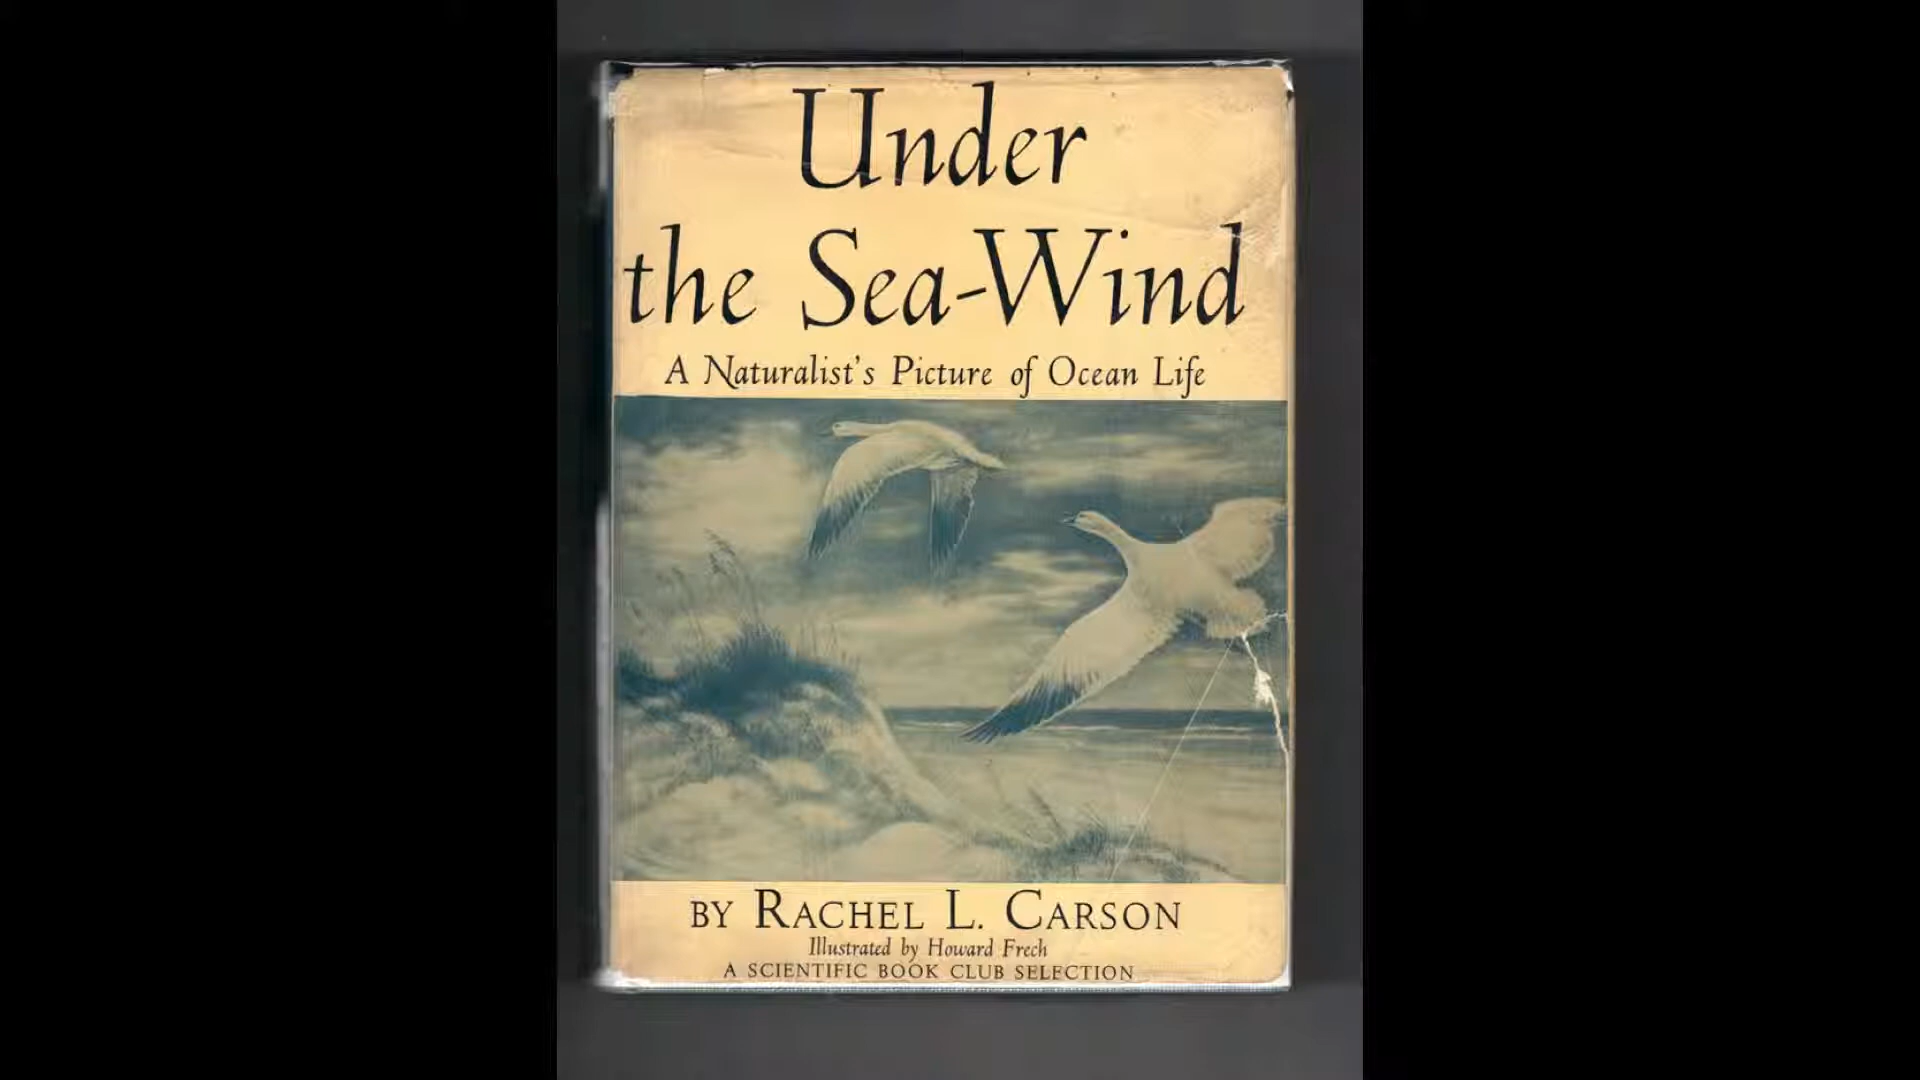 Under
the Sea-Wind
A Naturalist's Picture of Ocean Life
BY RACHEL L. CARSON
Illustrated by Howard Frech
A SCIENTIFIC BOOK CLUB SELECTION